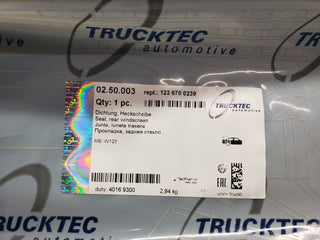 TRUCKTEC
automotive
02.50.003
repl.: 123 670 0239
Qty: 1 pc.
TRUCKTEC
automotive
Dichtung, Heckscheibe
Seal, rear windscreen
Junta, luneta trasera
Прокладка, заднее стекло
MB W123
duty: 4016 9300
2,94 kg
TRUCKTEC
automotive
TRUCKTEC